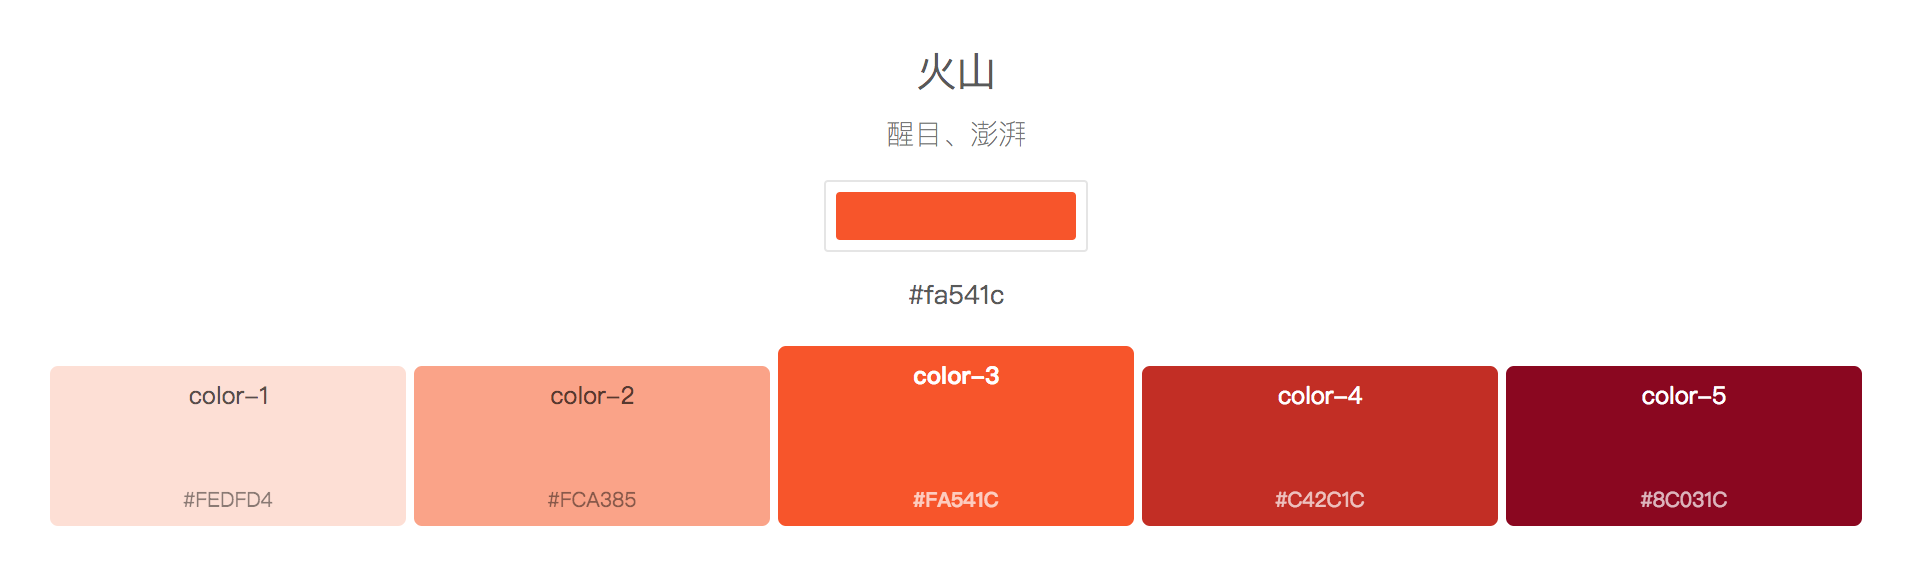 火山
醒目、澎湃
#fa541c
color-1
#FEDFD4
color-2
#FCA385
color-3
#FA541C
color-4
#C42C1C
color-5
#8C031C